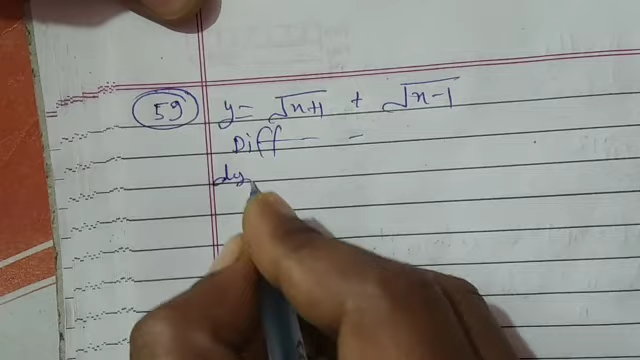 59 y = √x+1 + √x-1
Diff - -
dy